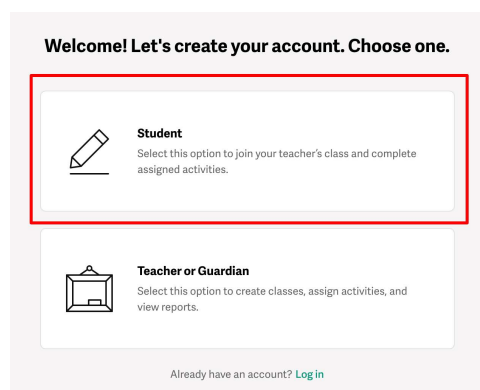 Welcome! Let's create your account. Choose one.
Student
Select this option to join your teacher's class and complete
assigned activities.
Teacher or Guardian
Select this option to create classes, assign activities, and
view reports.
Already have an account? Log in